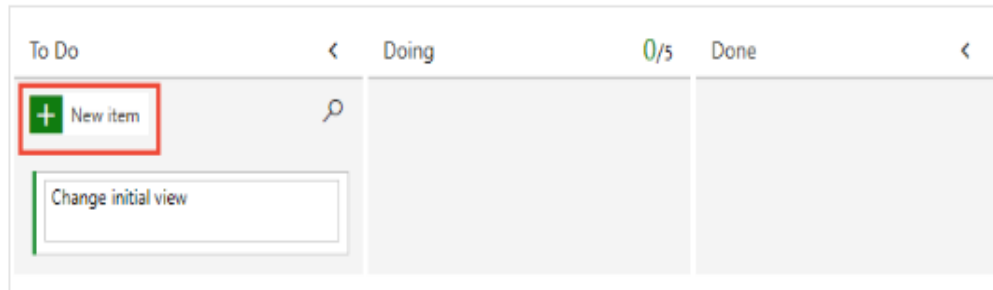 To Do
Doing
0/5
Done
New item
Change initial view